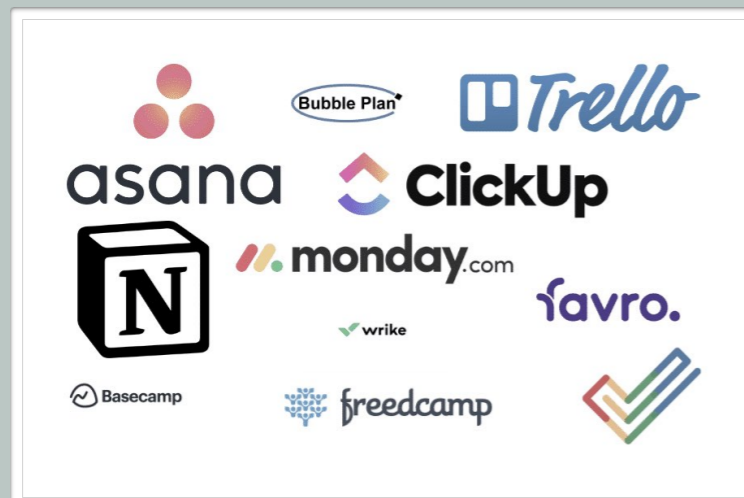 Bubble Plan
Trello
asana
ClickUp
N
monday.com
favro.
wrike
Basecamp
freedcamp